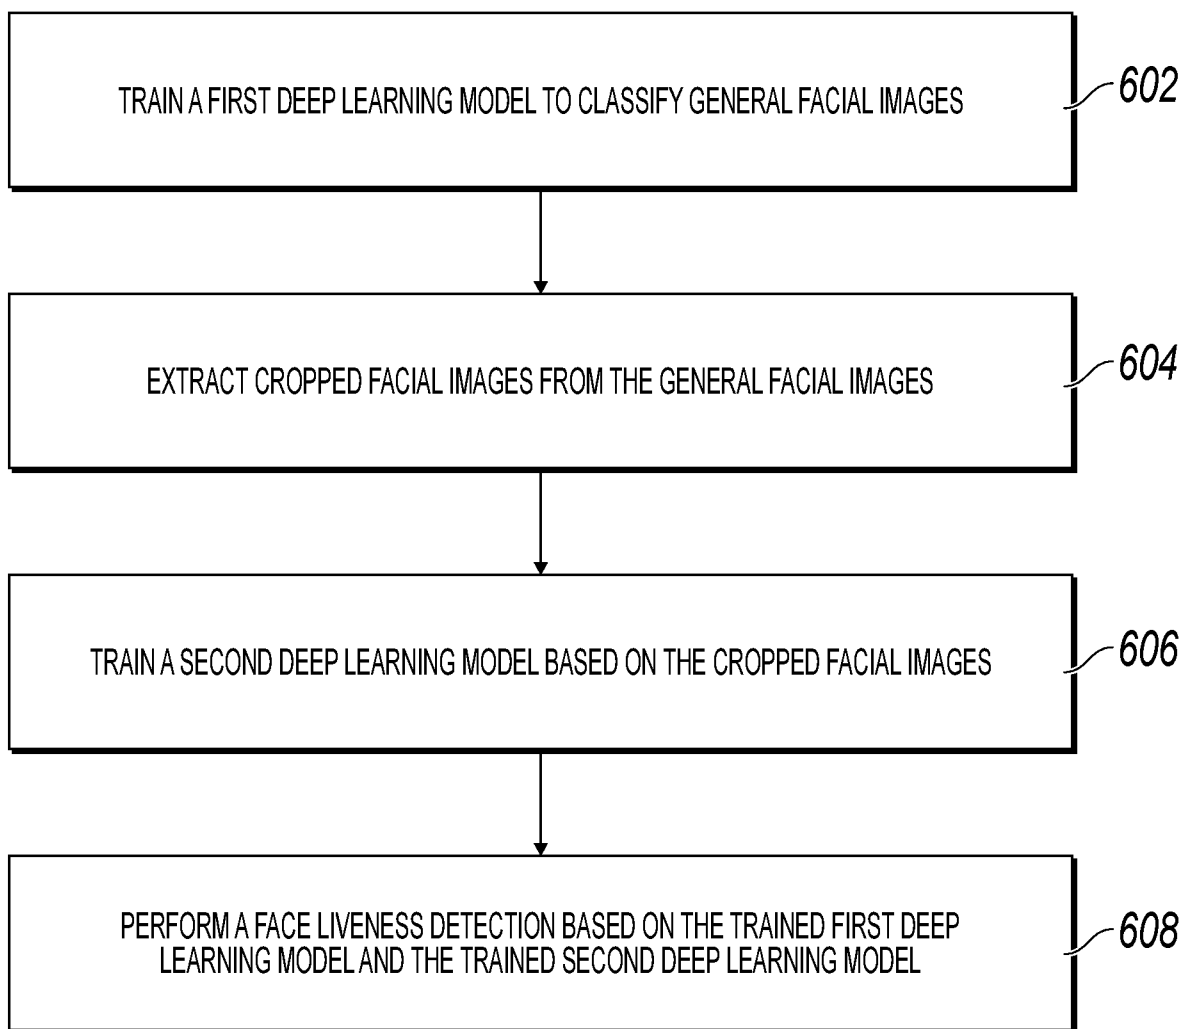 TRAIN A FIRST DEEP LEARNING MODEL TO CLASSIFY GENERAL FACIAL IMAGES
602
EXTRACT CROPPED FACIAL IMAGES FROM THE GENERAL FACIAL IMAGES
604
TRAIN A SECOND DEEP LEARNING MODEL BASED ON THE CROPPED FACIAL IMAGES
606
PERFORM A FACE LIVENESS DETECTION BASED ON THE TRAINED FIRST DEEP
LEARNING MODEL AND THE TRAINED SECOND DEEP LEARNING MODEL
608